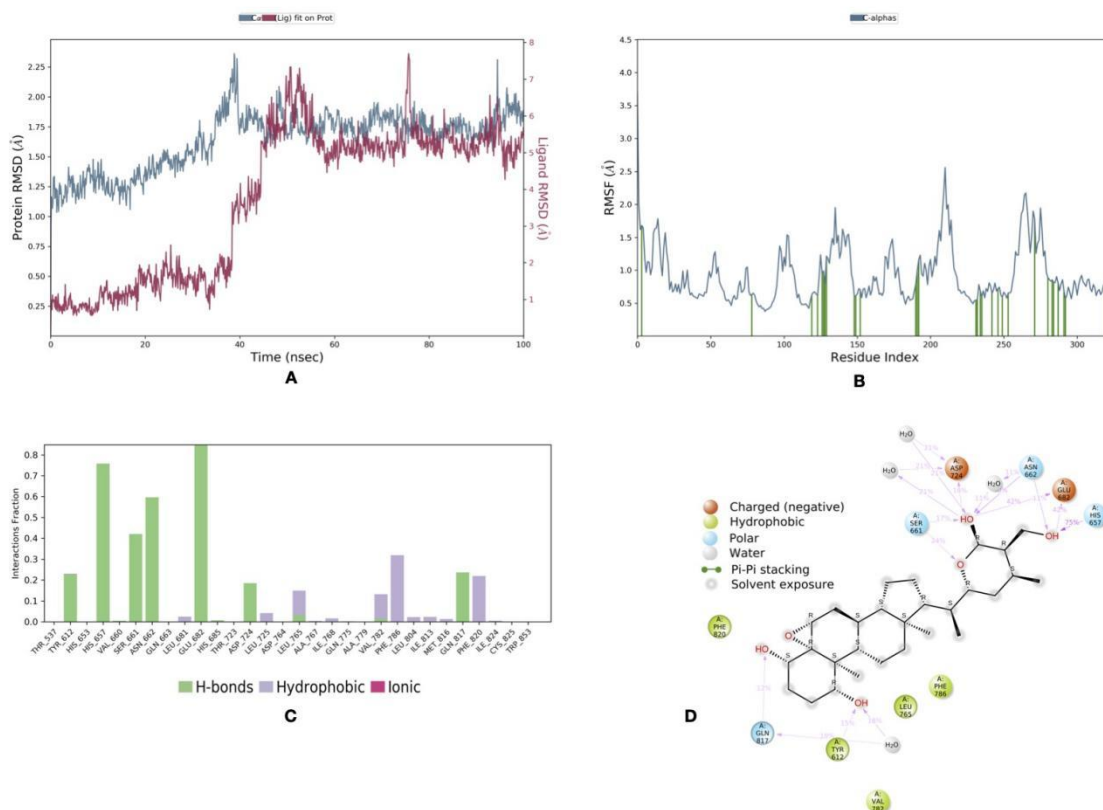 (Lig) fit on Prot
Protein RMSD (Å)
2.25
2.00
1.75
1.50
1.25
1.00
0.75
0.50
0.25
8
7
6
5
4
3
2
1
Ligand RMSD (Å)
0 20 40 60 80 100
Time (nsec)
A
C-alphas
RMSF (Å)
4.5
4.0
3.5
3.0
2.5
2.0
1.5
1.0
0.5
0 50 100 150 200 250 300
Residue Index
B
Interactions Fraction
0.8
0.7
0.6
0.5
0.4
0.3
0.2
0.1
0.0
THR_537
TYR_612
HIS_653
HIS_657
VAL_660
SER_661
ASN_662
GLN_663
LEU_681
GLU_682
HIS_685
THR_723
ASP_724
LEU_725
ASP_764
LEU_765
ALA_767
ILE_768
GLN_775
ALA_779
VAL_782
PHE_786
LEU_804
ILE_813
MET_816
GLN_817
PHE_820
ILE_824
CYS_825
TRP_853
H-bonds Hydrophobic Ionic
C
Charged (negative)
Hydrophobic
Polar
Water
Pi-Pi stacking
Solvent exposure
H₂O
H₂O
H₂O
A:
ASP
724
A:
ASN
662
A:
GLU
682
A:
HIS
657
A:
SER
661
HO
OH
O
75%
42%
21%
A:
PHE
820
O
HO
OH
A:
PHE
786
A:
LEU
765
A:
GLN
817
A:
TYR
612
H₂O
A:
VAL
782
D